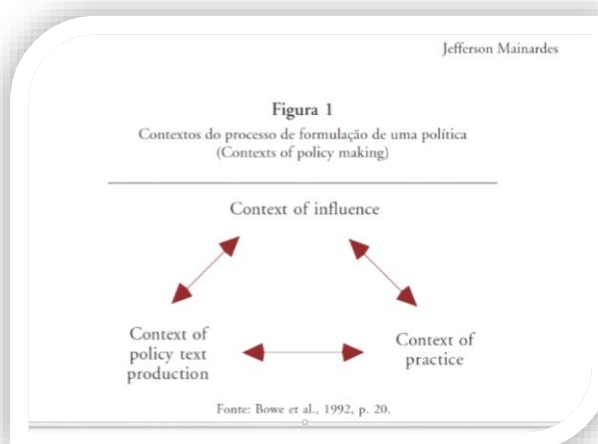 Jefferson Mainardes
Figura 1
Contextos do processo de formulação de uma política
(Contexts of policy making)
Context of influence
Context of
policy text
production
Context of
practice
Fonte: Bowe et al., 1992, p. 20.